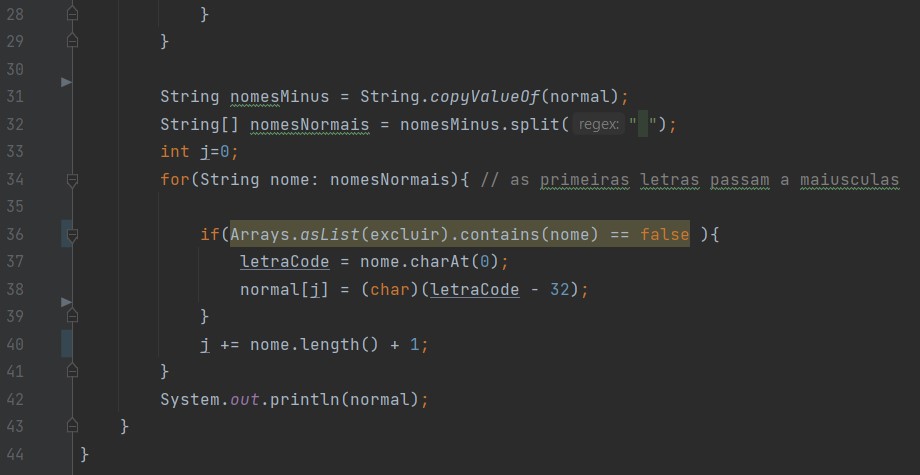 28 }
29 }
30
31 String nomesMinus = String.copyValueOf(normal);
32 String[] nomesNormais = nomesMinus.split( regex: " ");
33 int j=0;
34 for(String nome: nomesNormais){ // as primeiras letras passam a maiusculas
35
36 if(Arrays.asList(excluir).contains(nome) == false ){
37 letraCode = nome.charAt(0);
38 normal[j] = (char)(letraCode - 32);
39 }
40 j += nome.length() + 1;
41 }
42 System.out.println(normal);
43 }
44 }